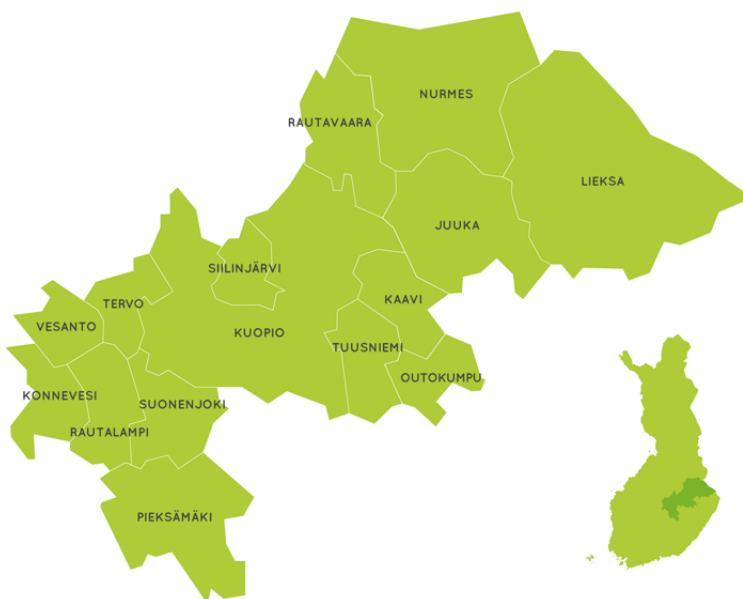 NURMES
RAUTAVAARA
LIEKSA
JUUKA
SIILINJÄRVI
KAAVI
TERVO
VESANTO
KUOPIO
TUUSNIEMI
OUTOKUMPU
KONNEVESI
SUONENJOKI
RAUTALAMPI
PIEKSÄMÄKI